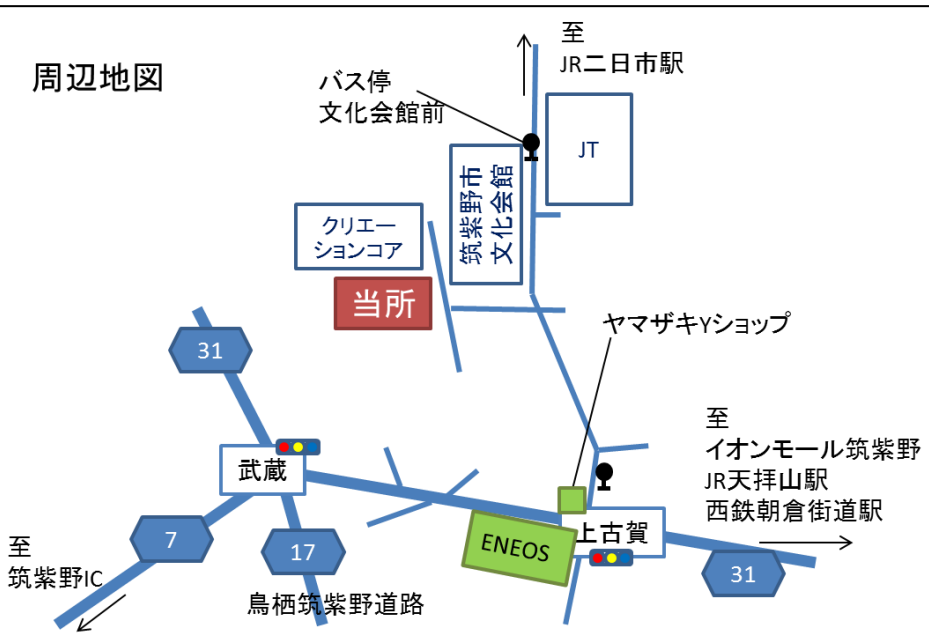 周辺地図
至
JR二日市駅
バス停
文化会館前
JT
筑紫野市
文化会館
クリエー
ションコア
当所
ヤマザキYショップ
31
至
イオンモール筑紫野
JR天拝山駅
西鉄朝倉街道駅
武蔵
上古賀
ENEOS
7
17
31
至
筑紫野IC
鳥栖筑紫野道路